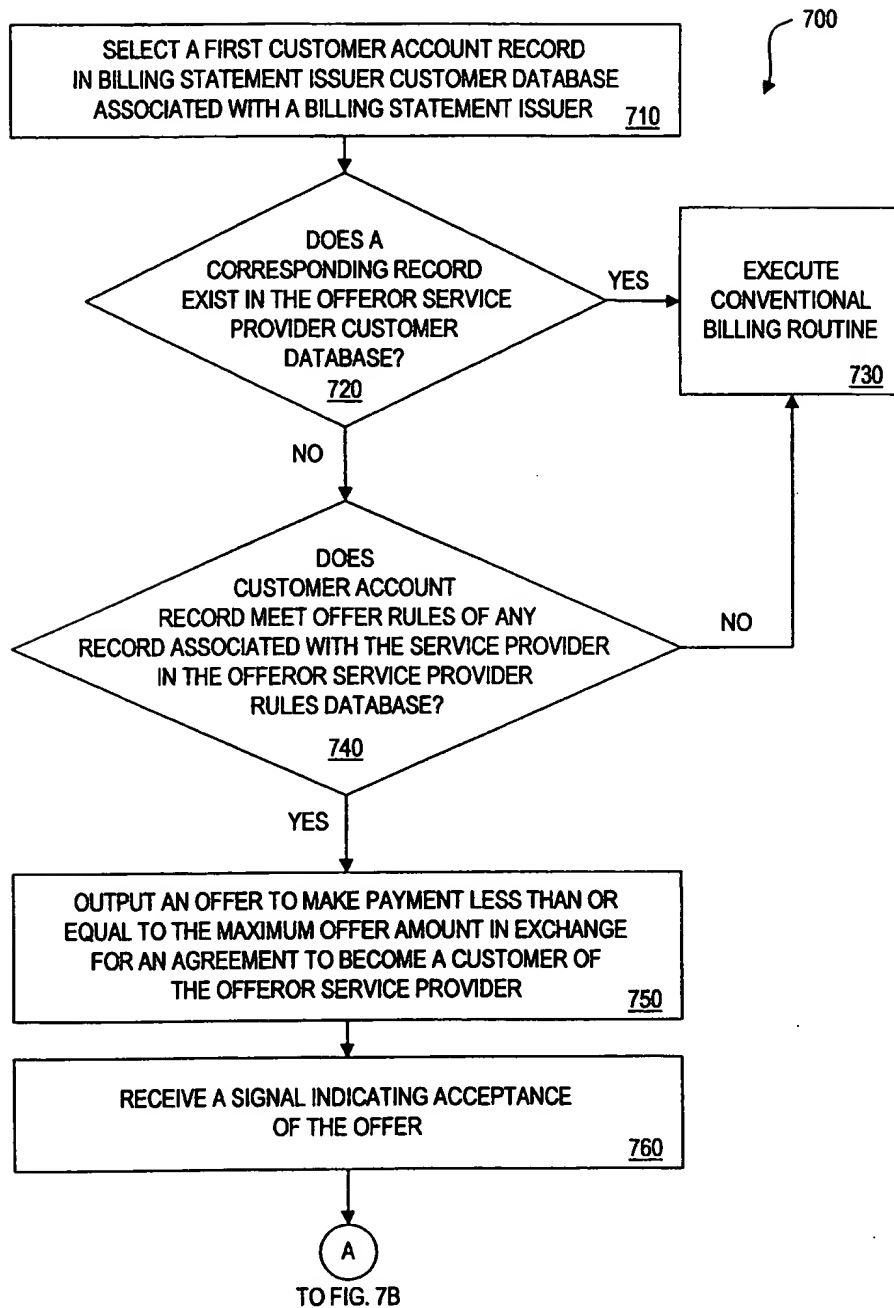 700
SELECT A FIRST CUSTOMER ACCOUNT RECORD
IN BILLING STATEMENT ISSUER CUSTOMER DATABASE
ASSOCIATED WITH A BILLING STATEMENT ISSUER
710
DOES A
CORRESPONDING RECORD
EXIST IN THE OFFEROR SERVICE
PROVIDER CUSTOMER
DATABASE?
720
YES
EXECUTE
CONVENTIONAL
BILLING ROUTINE
730
NO
DOES
CUSTOMER ACCOUNT
RECORD MEET OFFER RULES OF ANY
RECORD ASSOCIATED WITH THE SERVICE PROVIDER
IN THE OFFEROR SERVICE PROVIDER
RULES DATABASE?
740
NO
YES
OUTPUT AN OFFER TO MAKE PAYMENT LESS THAN OR
EQUAL TO THE MAXIMUM OFFER AMOUNT IN EXCHANGE
FOR AN AGREEMENT TO BECOME A CUSTOMER OF
THE OFFEROR SERVICE PROVIDER
750
RECEIVE A SIGNAL INDICATING ACCEPTANCE
OF THE OFFER
760
A
TO FIG. 7B